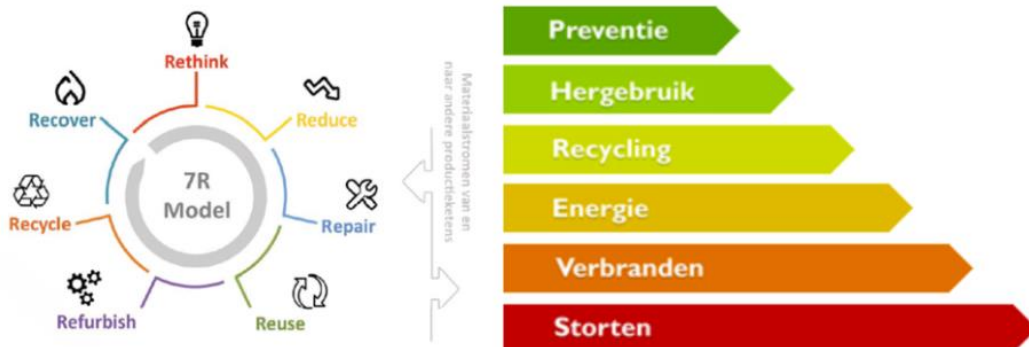 Rethink
Reduce
Repair
Reuse
Refurbish
Recycle
Recover
7R
Model
Materiaalstromen van en
naar andere productieketens
Preventie
Hergebruik
Recycling
Energie
Verbranden
Storten